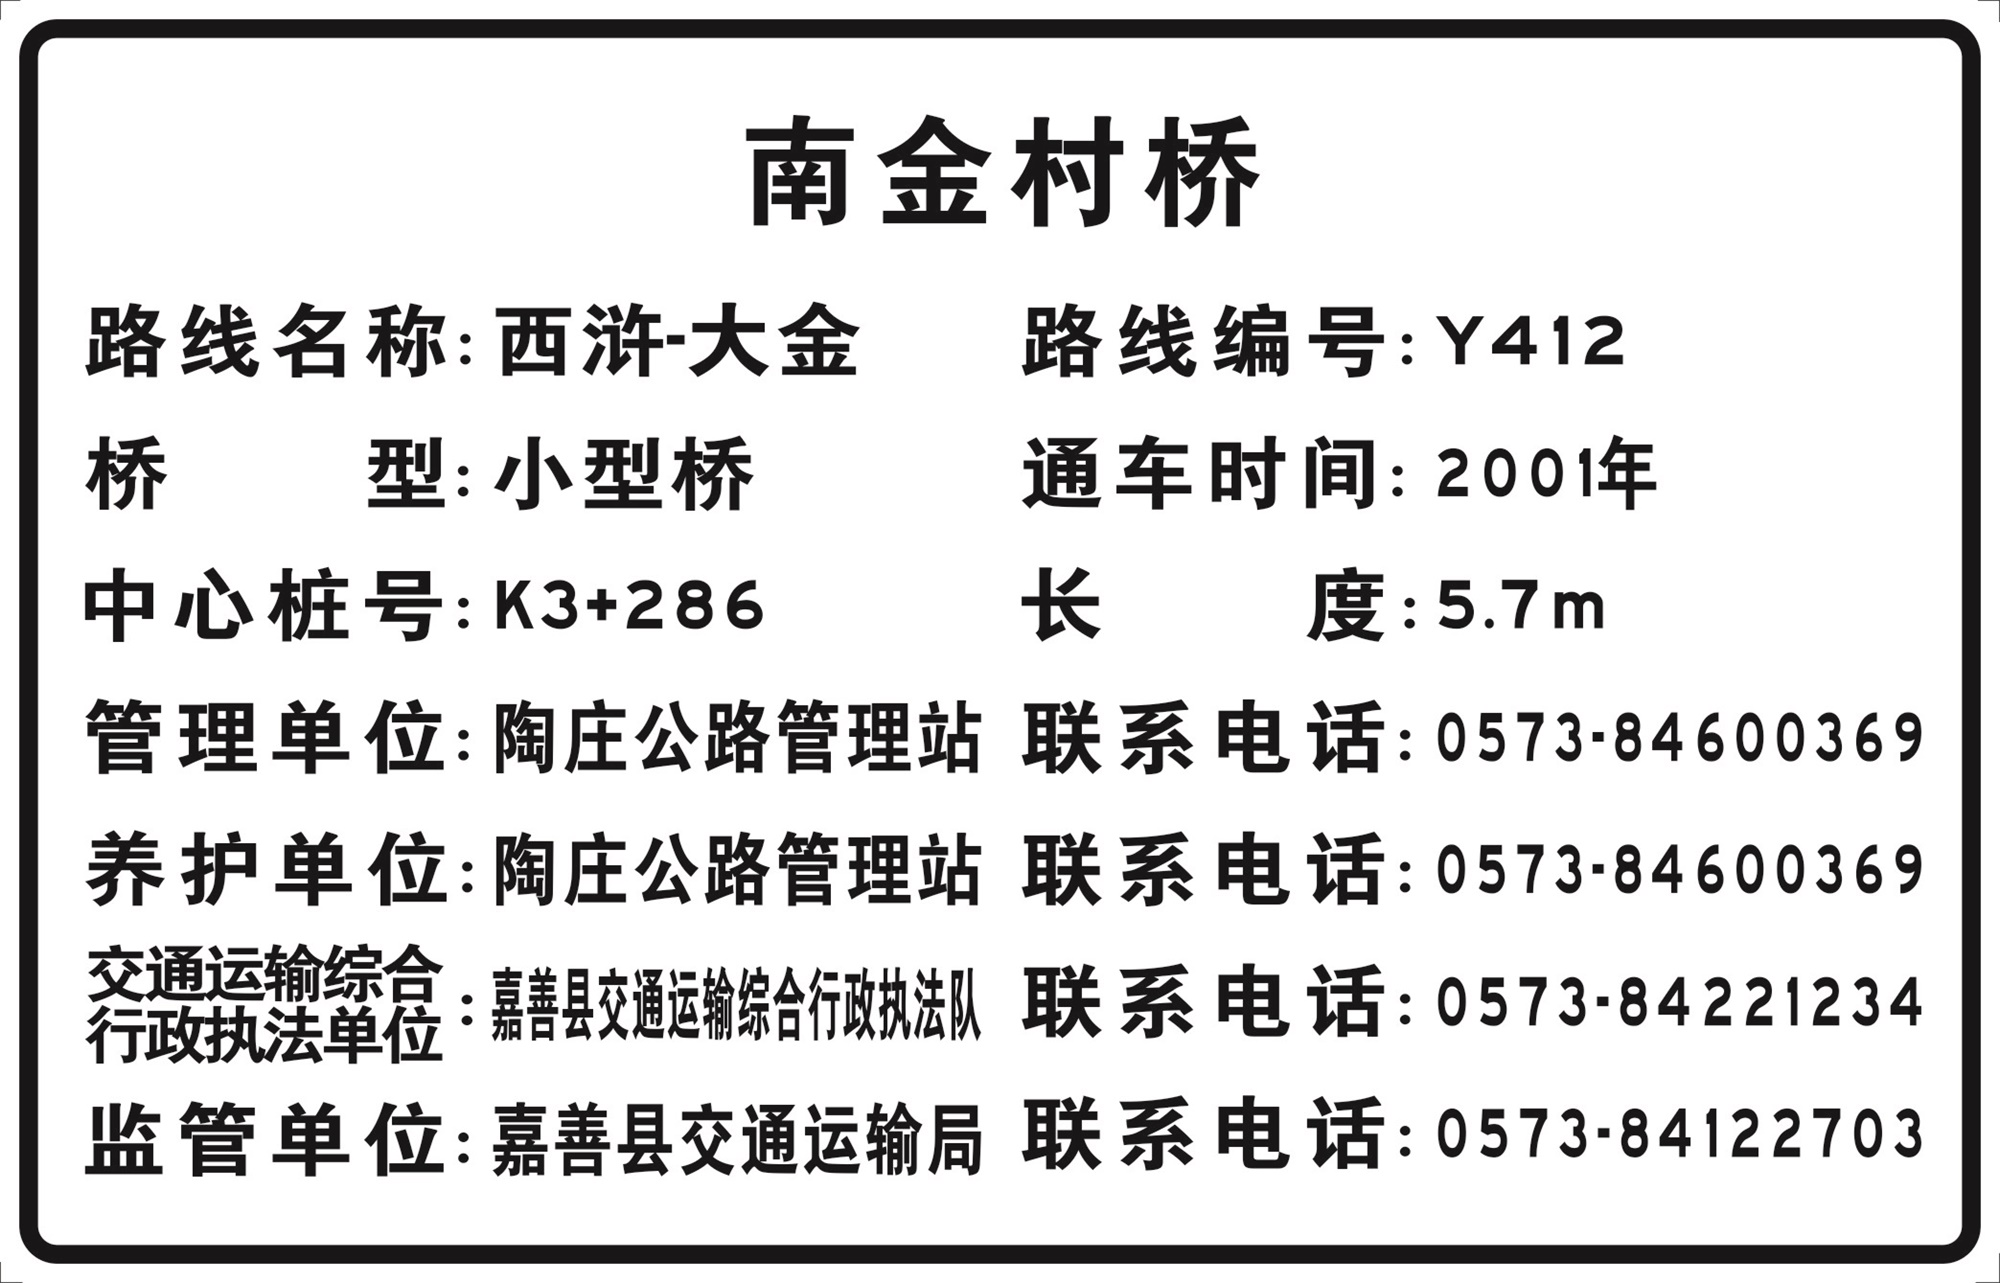 南金村桥
路线名称:西浒-大金 路线编号:Y412
桥 型:小型桥 通车时间:2001年
中心桩号:K3+286 长 度:5.7m
管理单位:陶庄公路管理站 联系电话:0573-84600369
养护单位:陶庄公路管理站 联系电话:0573-84600369
交通运输综合
行政执法单位:嘉善县交通运输综合行政执法队 联系电话:0573-84221234
监管单位:嘉善县交通运输局 联系电话:0573-84122703